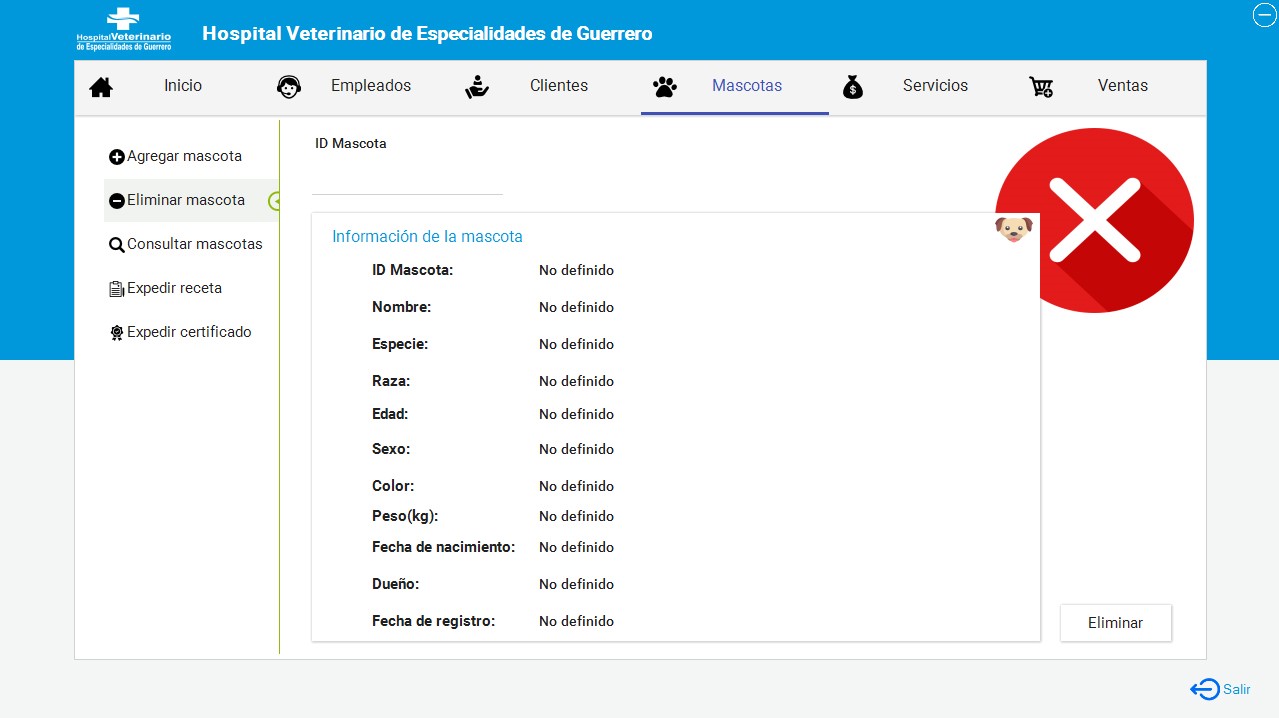 HospitalVeterinario
de Especialidades de Guerrero
Hospital Veterinario de Especialidades de Guerrero
Inicio
Empleados
Clientes
Mascotas
Servicios
Ventas
Agregar mascota
Eliminar mascota
Consultar mascotas
Expedir receta
Expedir certificado
ID Mascota
Información de la mascota
ID Mascota: No definido
Nombre: No definido
Especie: No definido
Raza: No definido
Edad: No definido
Sexo: No definido
Color: No definido
Peso(kg): No definido
Fecha de nacimiento: No definido
Dueño: No definido
Fecha de registro: No definido
Eliminar
Salir